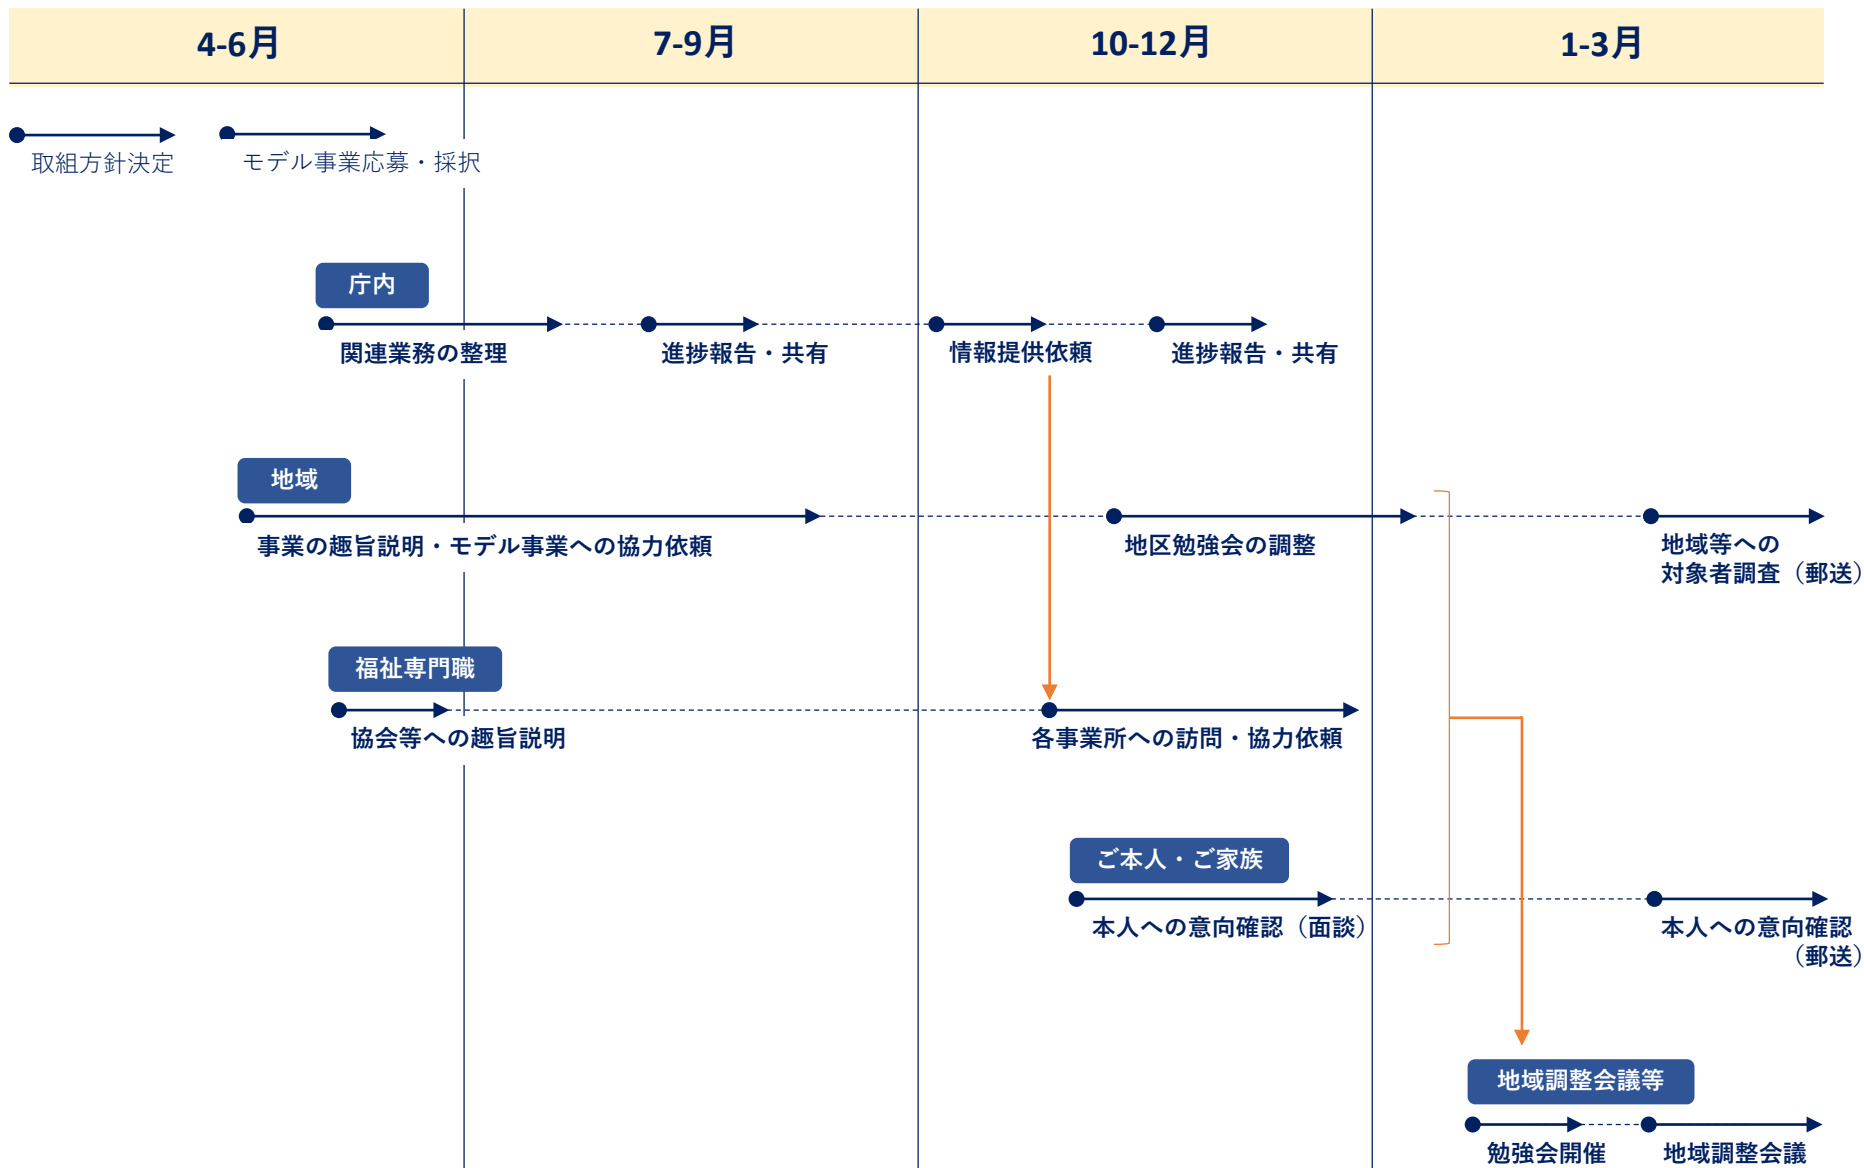 4-6月
7-9月
10-12月
1-3月
取組方針決定
モデル事業応募・採択
庁内
関連業務の整理
進捗報告・共有
情報提供依頼
進捗報告・共有
地域
事業の趣旨説明・モデル事業への協力依頼
地区勉強会の調整
地域等への
対象者調査（郵送）
福祉専門職
協会等への趣旨説明
各事業所への訪問・協力依頼
ご本人・ご家族
本人への意向確認（面談）
本人への意向確認
（郵送）
地域調整会議等
勉強会開催
地域調整会議